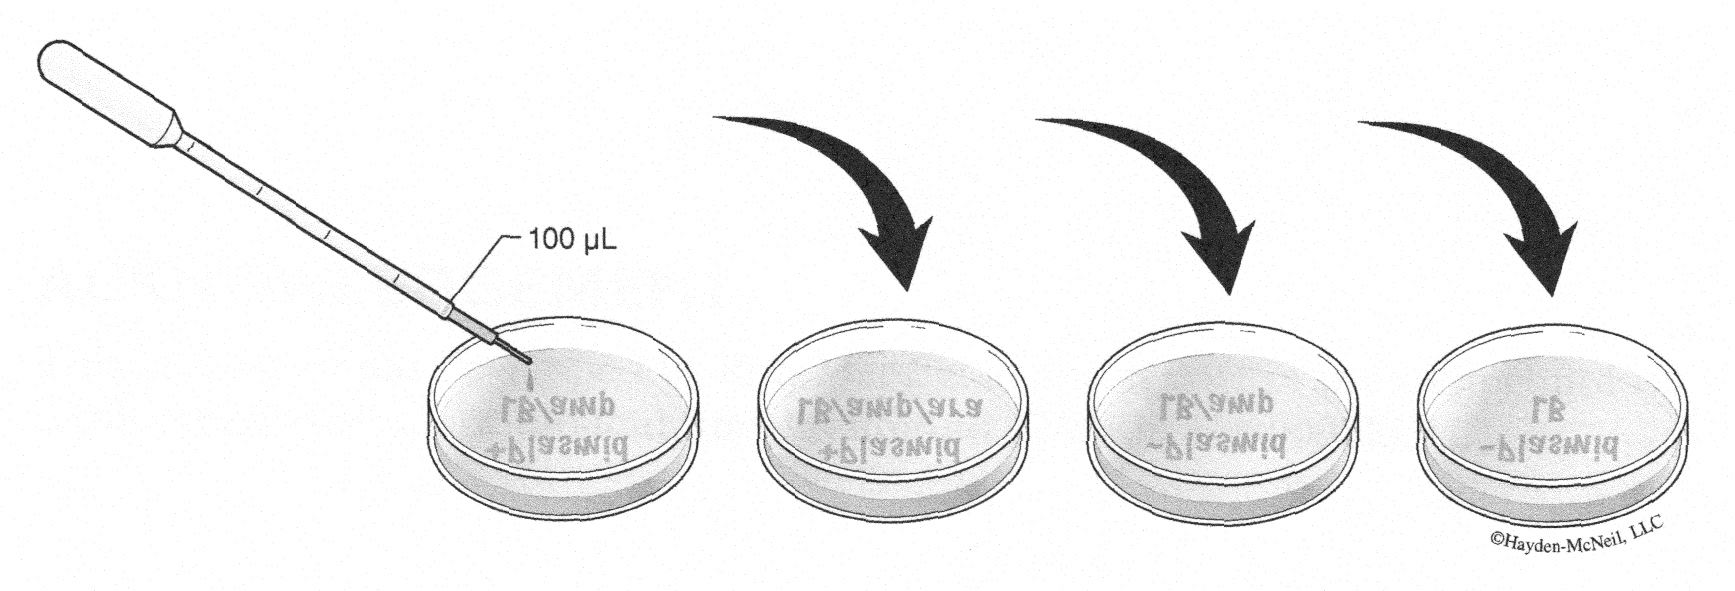 100 µL
LB/amp
+Plasmid
LB/amp/ara
+Plasmid
LB/amp
-Plasmid
LB
-Plasmid
©Hayden-McNeil, LLC